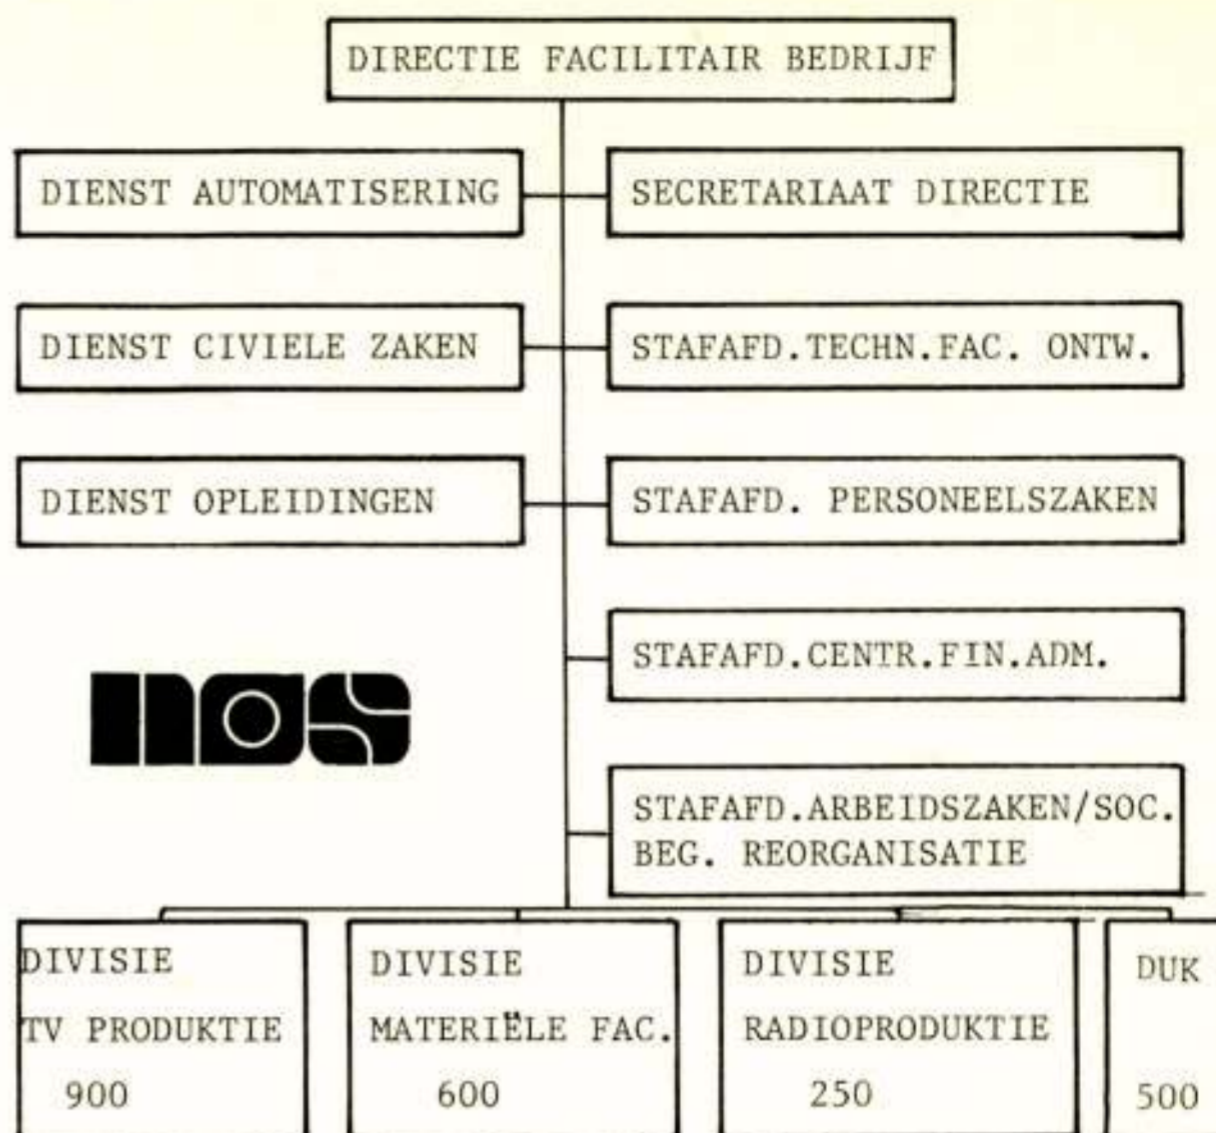 DIRECTIE FACILITAIR BEDRIJF
DIENST AUTOMATISERING
SECRETARIAAT DIRECTIE
DIENST CIVIELE ZAKEN
STAFAFD.TECHN.FAC. ONTW.
DIENST OPLEIDINGEN
STAFAFD. PERSONEELSZAKEN
STAFAFD.CENTR.FIN.ADM.
nos
STAFAFD.ARBEIDSZAKEN/SOC.
BEG. REORGANISATIE
DIVISIE
TV PRODUKTIE
900
DIVISIE
MATERIËLE FAC.
600
DIVISIE
RADIOPRODUKTIE
250
DUK
500